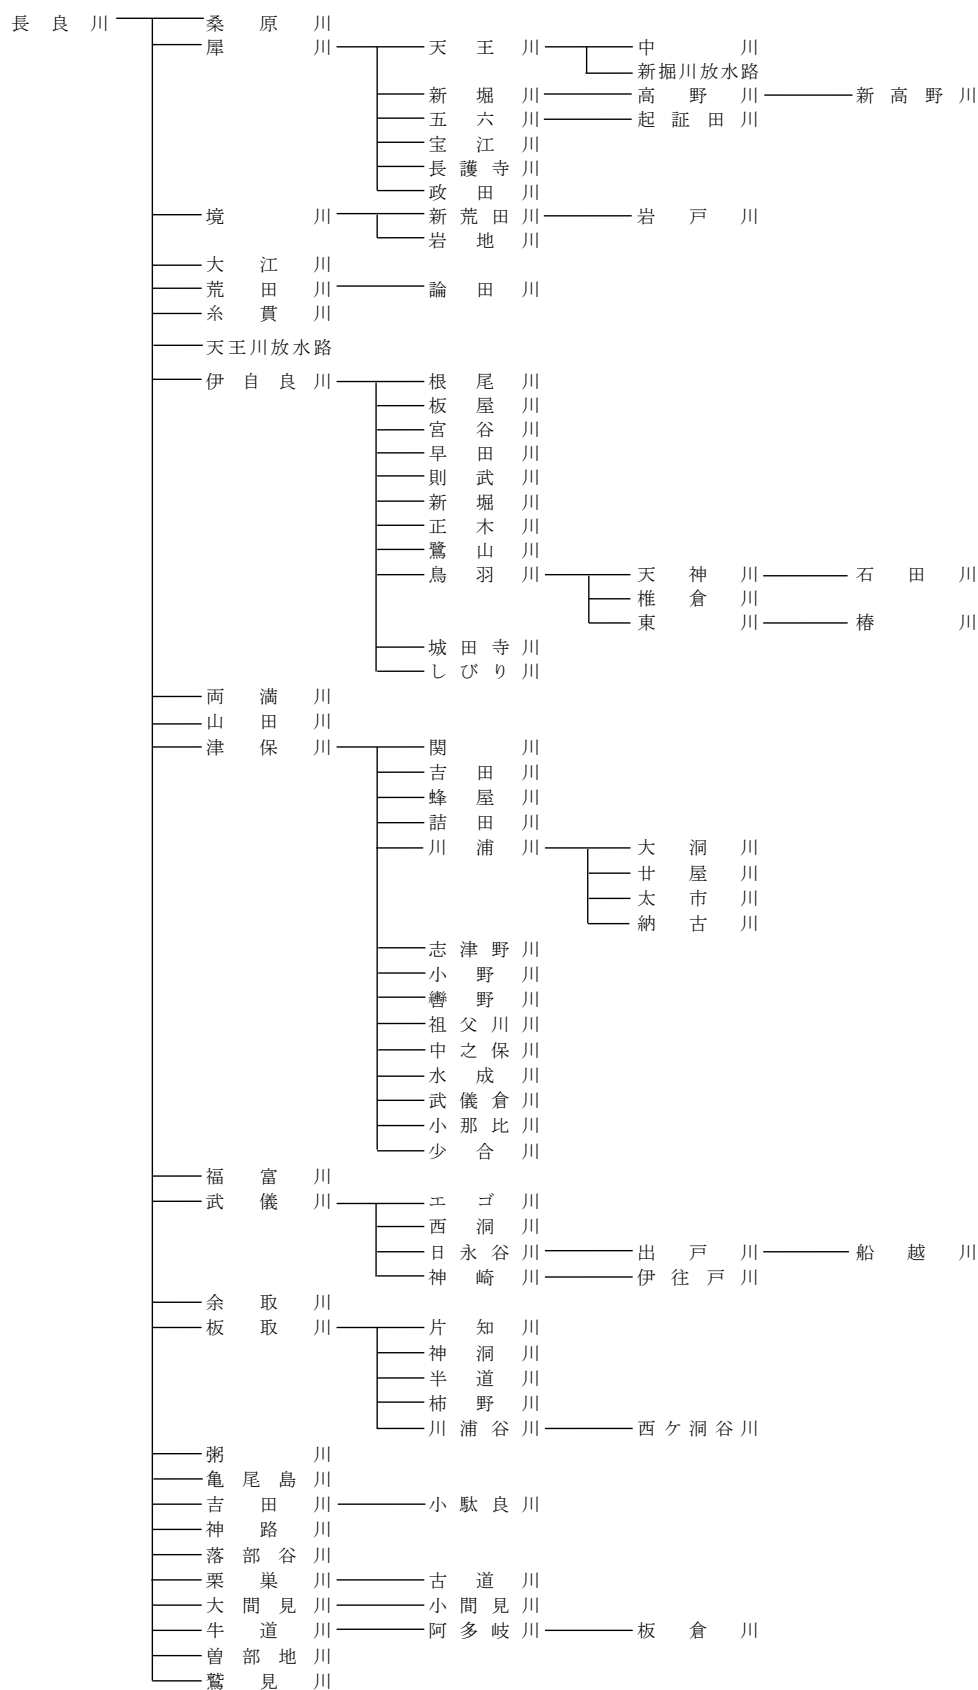 長良川 桑原川
犀川 天王川 中川
新掘川放水路
新堀川 高野川 新高野川
五六川 起証田川
宝江川
長護寺川
政田川
境川 新荒田川 岩戸川
岩地川
大江川
荒田川 論田川
糸貫川
天王川放水路
伊自良川 根尾川
板屋川
宮谷川
早田川
則武川
新堀川
正木川
鷺山川
鳥羽川 天神川 石田川
椎倉川
東川 椿川
城田寺川
しびり川
両満川
山田川
津保川 関川
吉田川
蜂屋川
詰田川
川浦川 大洞川
廿屋川
太市川
納古川
志津野川
小野川
轡野川
祖父川川
中之保川
水成川
武儀倉川
小那比川
少合川
福富川
武儀川 エゴ川
西洞川
日永谷川 出戸川 船越川
神崎川 伊往戸川
余取川
板取川 片知川
神洞川
半道川
柿野川
川浦谷川 西ケ洞谷川
粥川
亀尾島川
吉田川 小駄良川
神路川
落部谷川
栗巣川 古道川
大間見川 小間見川
牛道川 阿多岐川 板倉川
曽部地川
鷲見川